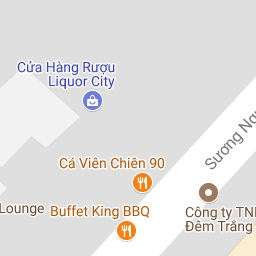 Cửa Hàng Rượu
Liquor City
Cá Viên Chiên 90
Sương Ng
Lounge
Buffet King BBQ
Công ty TN
Đêm Trắng